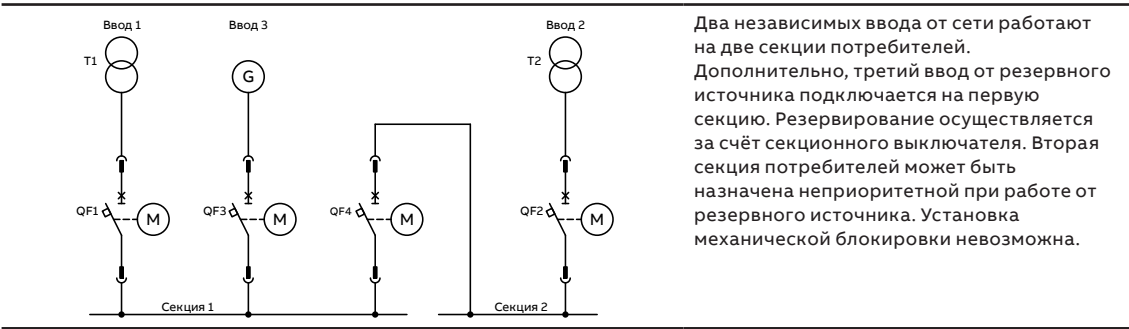 Ввод 1
Ввод 3
Ввод 2
T1
G
T2
QF1
M
QF3
M
QF4
M
QF2
M
Секция 1
Секция 2
Два независимых ввода от сети работают
на две секции потребителей.
Дополнительно, третий ввод от резервного
источника подключается на первую
секцию. Резервирование осуществляется
за счёт секционного выключателя. Вторая
секция потребителей может быть
назначена неприоритетной при работе от
резервного источника. Установка
механической блокировки невозможна.